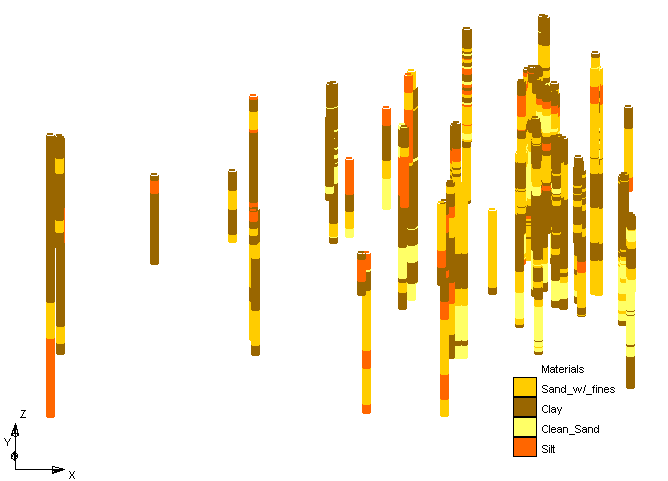 Materials
Sand_w/_fines
Clay
Clean_Sand
Silt
Z
Y
X